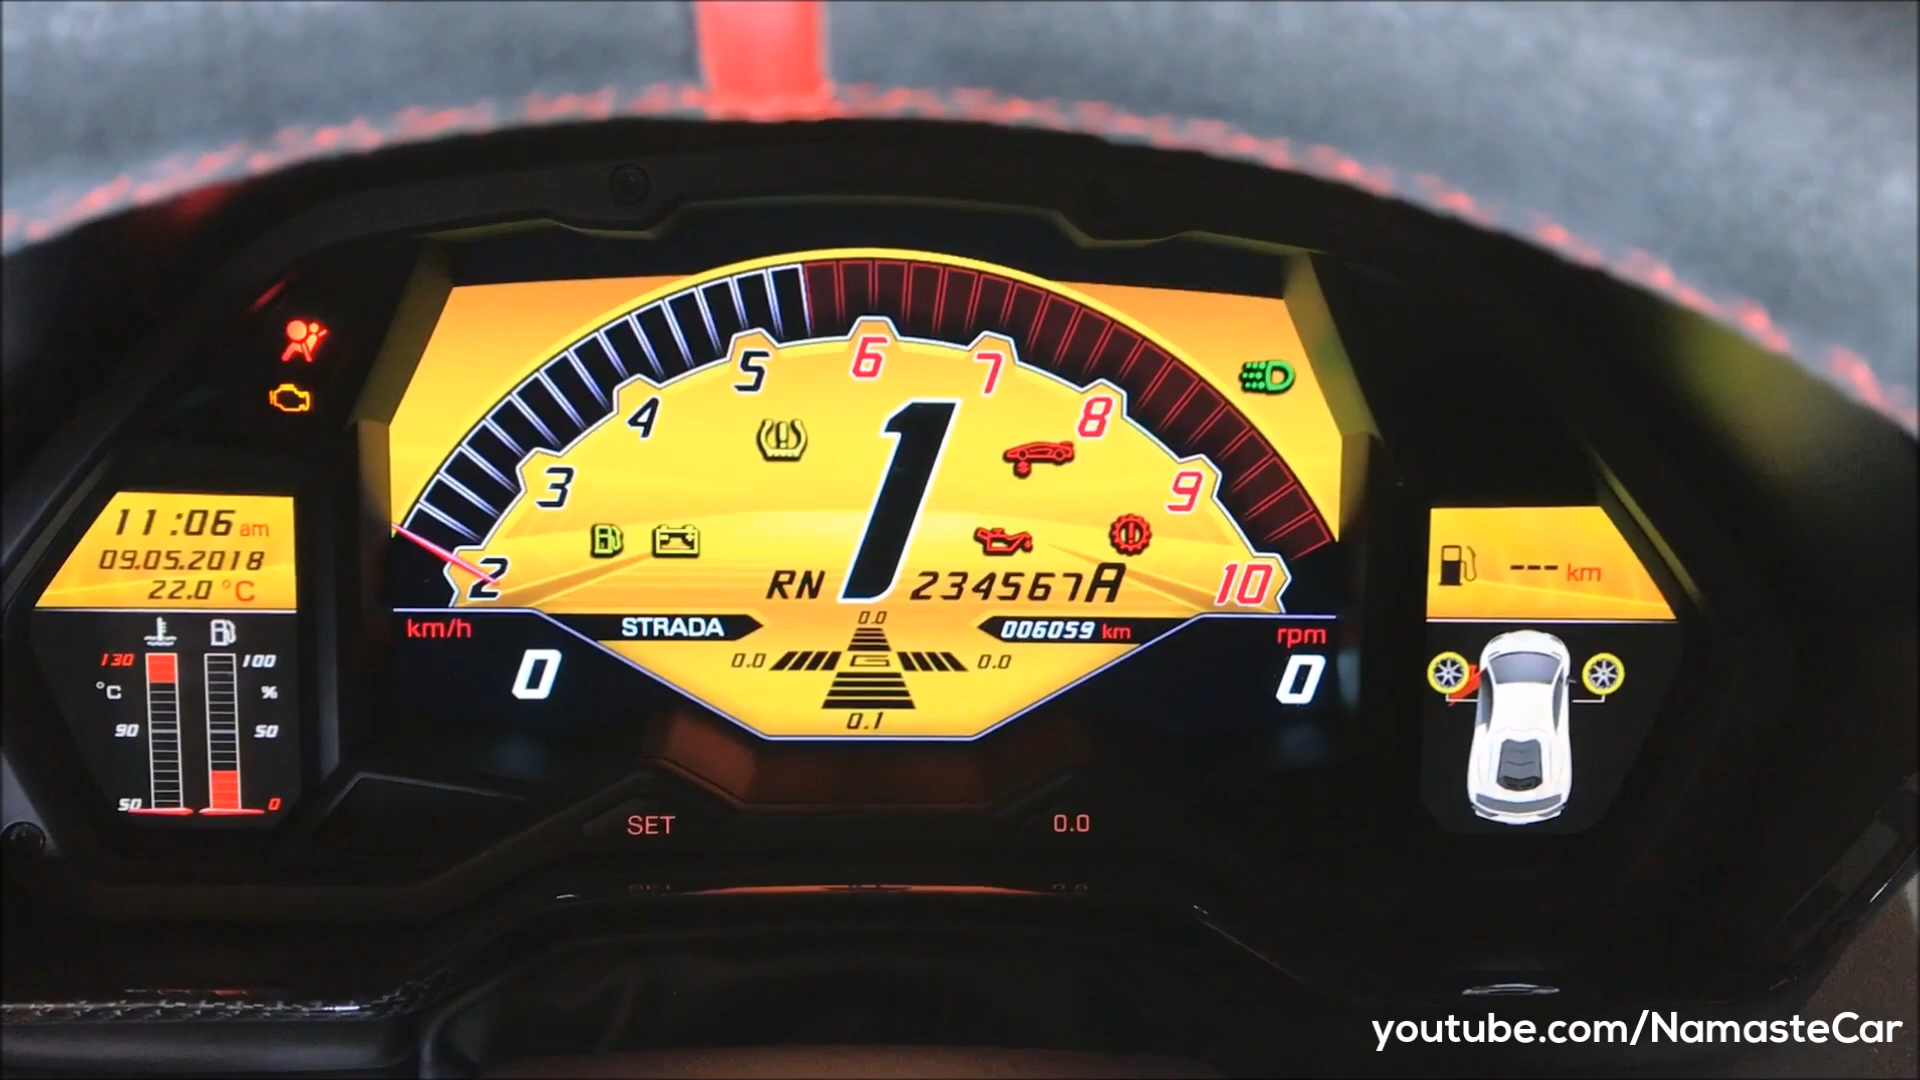 5 6 7
4 8
3 9
2 10
1
11:06 am
09.05.2018
22.0 °C
RN 234567A
--- km
km/h
STRADA
0.0
006059 km
rpm
0.0 G 0.0
0 0
0.1
130 100
°C %
90 50
50 0
SET 0.0
youtube.com/NamasteCar